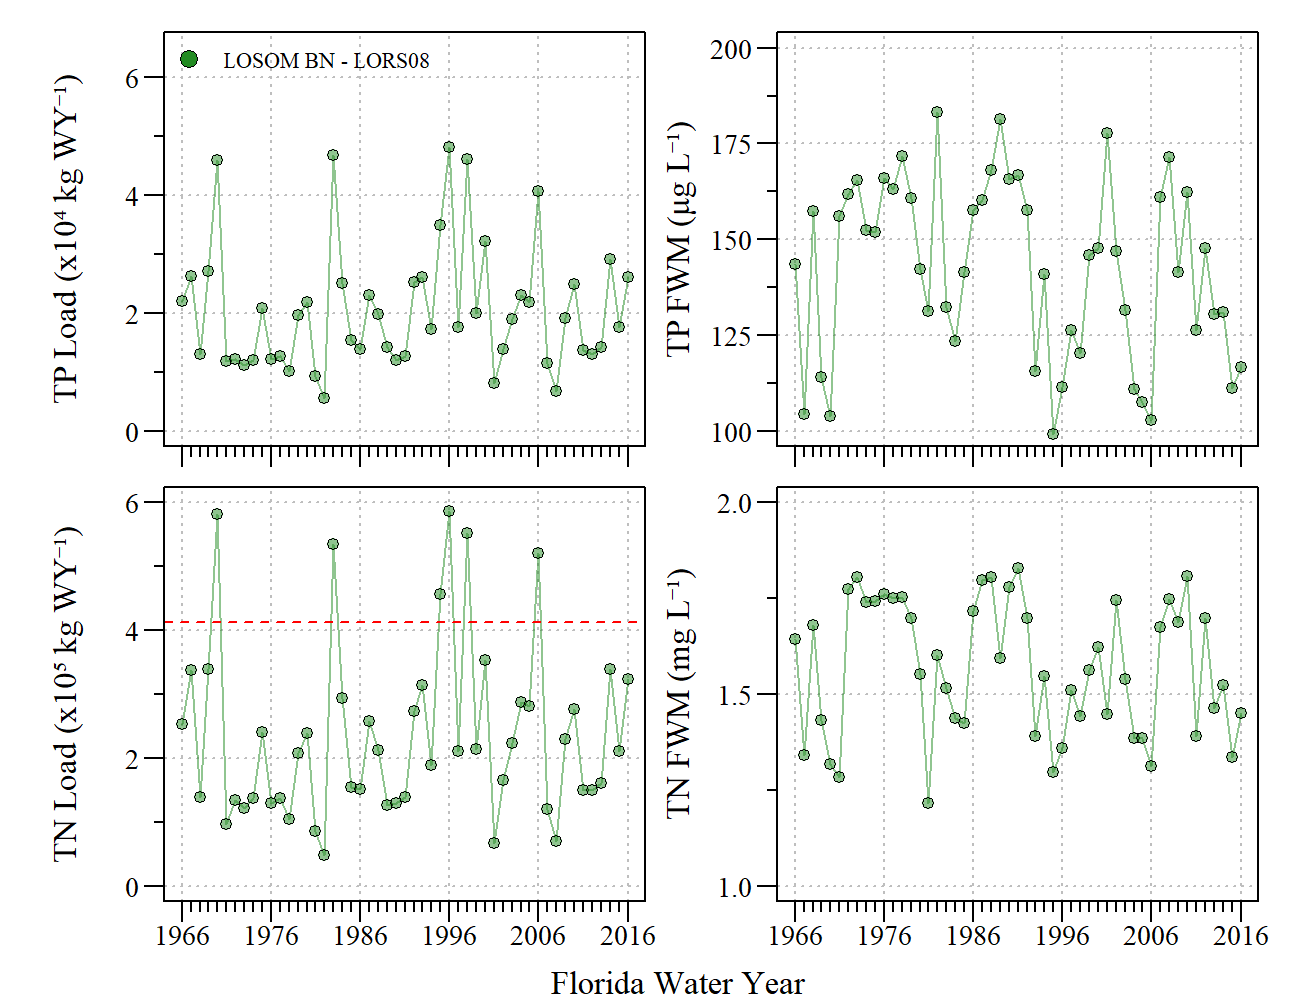 LOSOM BN - LORS08
TP Load (x10⁴ kg WY⁻¹)
6
4
2
0
TP FWM (µg L⁻¹)
200
175
150
125
100
TN Load (x10⁵ kg WY⁻¹)
6
4
2
0
1966 1976 1986 1996 2006 2016
TN FWM (mg L⁻¹)
2.0
1.5
1.0
1966 1976 1986 1996 2006 2016
Florida Water Year